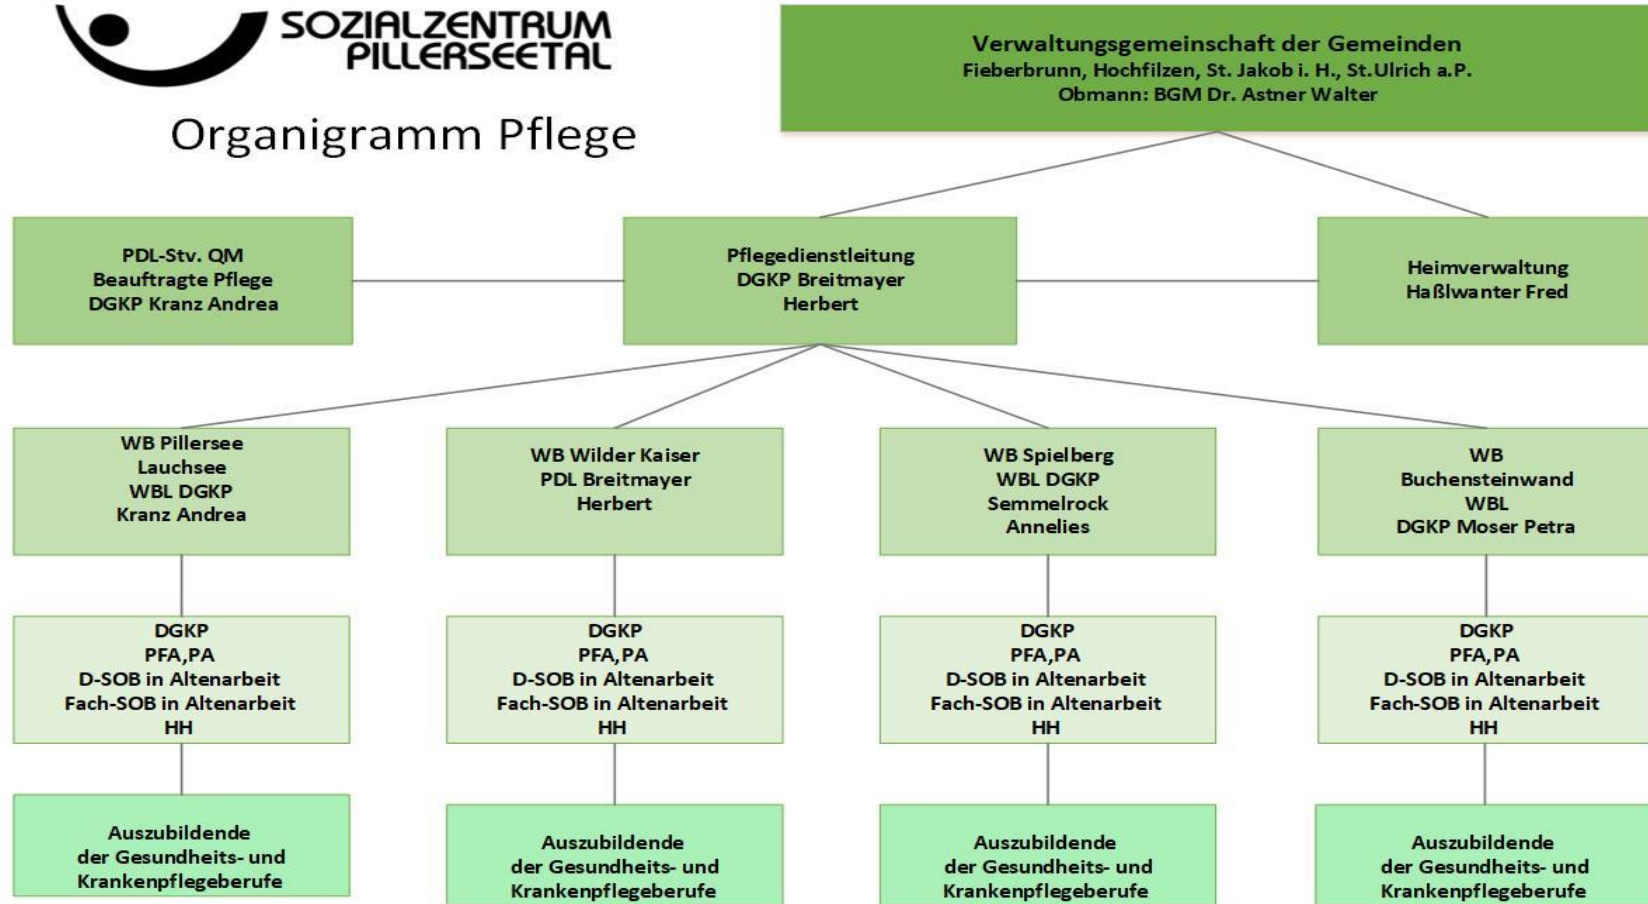 SOZIALZENTRUM
PILLERSEETAL
Organigramm Pflege
Verwaltungsgemeinschaft der Gemeinden
Fieberbrunn, Hochfilzen, St. Jakob i. H., St.Ulrich a.P.
Obmann: BGM Dr. Astner Walter
PDL-Stv. QM
Beauftragte Pflege
DGKP Kranz Andrea
Pflegedienstleitung
DGKP Breitmayer
Herbert
Heimverwaltung
Haßlwanter Fred
WB Pillersee
Lauchsee
WBL DGKP
Kranz Andrea
WB Wilder Kaiser
PDL Breitmayer
Herbert
WB Spielberg
WBL DGKP
Semmelrock
Annelies
WB
Buchensteinwand
WBL
DGKP Moser Petra
DGKP
PFA,PA
D-SOB in Altenarbeit
Fach-SOB in Altenarbeit
HH
DGKP
PFA,PA
D-SOB in Altenarbeit
Fach-SOB in Altenarbeit
HH
DGKP
PFA,PA
D-SOB in Altenarbeit
Fach-SOB in Altenarbeit
HH
DGKP
PFA,PA
D-SOB in Altenarbeit
Fach-SOB in Altenarbeit
HH
Auszubildende
der Gesundheits- und
Krankenpflegeberufe
Auszubildende
der Gesundheits- und
Krankenpflegeberufe
Auszubildende
der Gesundheits- und
Krankenpflegeberufe
Auszubildende
der Gesundheits- und
Krankenpflegeberufe